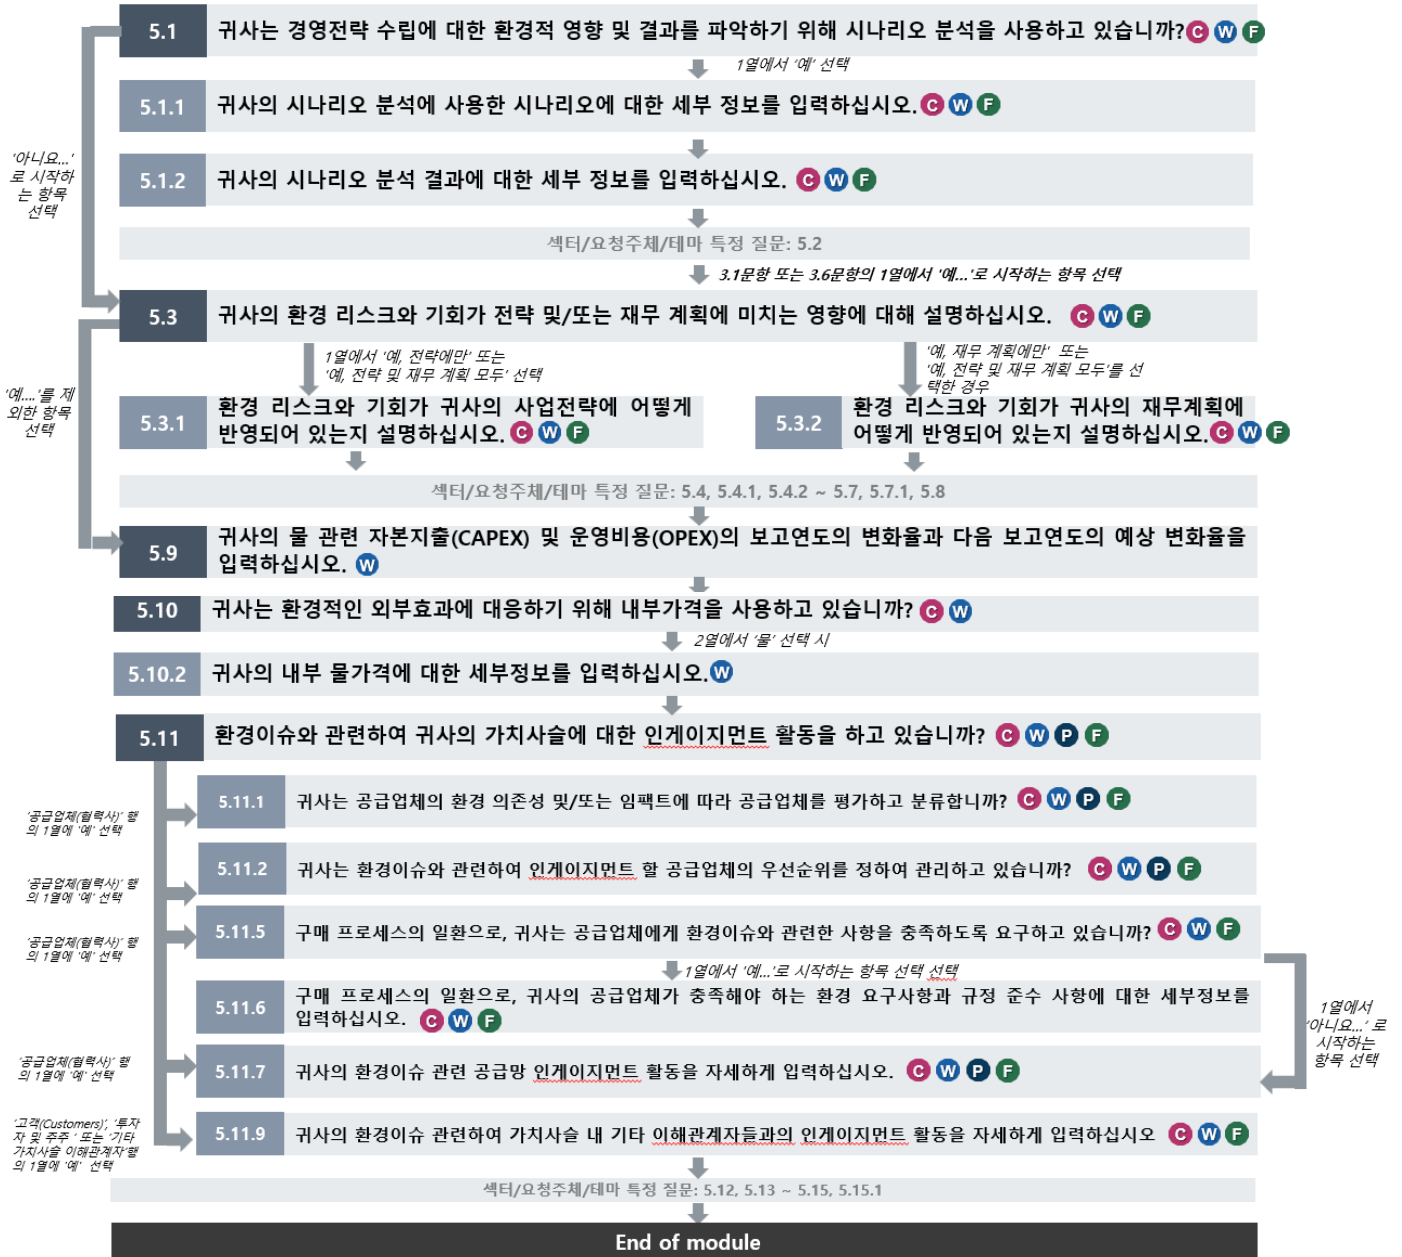 5.1 귀사는 경영전략 수립에 대한 환경적 영향 및 결과를 파악하기 위해 시나리오 분석을 사용하고 있습니까? C W F
1열에서 ‘예’ 선택
5.1.1 귀사의 시나리오 분석에 사용한 시나리오에 대한 세부 정보를 입력하십시오. C W F
'아니요...'
로 시작하
는 항목
선택
5.1.2 귀사의 시나리오 분석 결과에 대한 세부 정보를 입력하십시오. C W F
섹터/요청주체/테마 특정 질문: 5.2
3.1문항 또는 3.6문항의 1열에서 '예...'로 시작하는 항목 선택
5.3 귀사의 환경 리스크와 기회가 전략 및/또는 재무 계획에 미치는 영향에 대해 설명하십시오. C W F
1열에서 ‘예, 전략에만’ 또는
‘예, 전략 및 재무 계획 모두’ 선택
‘예, 재무 계획에만’ 또는
‘예, 전략 및 재무 계획 모두’를 선
택한 경우
'예....'를 제
외한 항목
선택
5.3.1 환경 리스크와 기회가 귀사의 사업전략에 어떻게
반영되어 있는지 설명하십시오. C W F
5.3.2 환경 리스크와 기회가 귀사의 재무계획에
어떻게 반영되어 있는지 설명하십시오. C W F
섹터/요청주체/테마 특정 질문: 5.4, 5.4.1, 5.4.2 ~ 5.7, 5.7.1, 5.8
5.9 귀사의 물 관련 자본지출(CAPEX) 및 운영비용(OPEX)의 보고연도의 변화율과 다음 보고연도의 예상 변화율을
입력하십시오. W
5.10 귀사는 환경적인 외부효과에 대응하기 위해 내부가격을 사용하고 있습니까? C W
2열에서 ‘물’ 선택 시
5.10.2 귀사의 내부 물가격에 대한 세부정보를 입력하십시오. W
5.11 환경이슈와 관련하여 귀사의 가치사슬에 대한 인게이지먼트 활동을 하고 있습니까? C W P F
‘공급업체(협력사)’ 행
의 1열에 ‘예’ 선택
5.11.1 귀사는 공급업체의 환경 의존성 및/또는 임팩트에 따라 공급업체를 평가하고 분류합니까? C W P F
‘공급업체(협력사)’ 행
의 1열에 ‘예’ 선택
5.11.2 귀사는 환경이슈와 관련하여 인게이지먼트 할 공급업체의 우선순위를 정하여 관리하고 있습니까? C W P F
‘공급업체(협력사)’ 행
의 1열에 ‘예’ 선택
5.11.5 구매 프로세스의 일환으로, 귀사는 공급업체에게 환경이슈와 관련한 사항을 충족하도록 요구하고 있습니까? C W F
1열에서 '예...'로 시작하는 항목 선택 선택
5.11.6 구매 프로세스의 일환으로, 귀사의 공급업체가 충족해야 하는 환경 요구사항과 규정 준수 사항에 대한 세부정보를
입력하십시오. C W F
1열에서
‘아니요...’ 로
시작하는
항목 선택
‘공급업체(협력사)’ 행
의 1열에 ‘예’ 선택
5.11.7 귀사의 환경이슈 관련 공급망 인게이지먼트 활동을 자세하게 입력하십시오. C W P F
‘고객(Customers)’, ‘투자
자 및 주주 ‘ 또는 ‘기타
가치사슬 이해관계자’행
의 1열에 ‘예’ 선택
5.11.9 귀사의 환경이슈 관련하여 가치사슬 내 기타 이해관계자들과의 인게이지먼트 활동을 자세하게 입력하십시오 C W F
섹터/요청주체/테마 특정 질문: 5.12, 5.13 ~ 5.15, 5.15.1
End of module